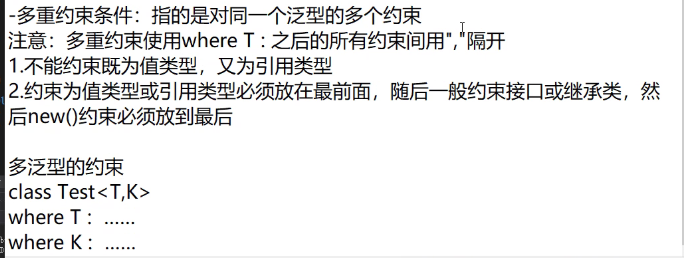 -多重约束条件：指的是对同一个泛型的多个约束
注意：多重约束使用where T : 之后的所有约束间用","隔开
1.不能约束既为值类型，又为引用类型
2.约束为值类型或引用类型必须放在最前面，随后一般约束接口或继承类，然
后new()约束必须放到最后
多泛型的约束
class Test<T,K>
where T :  ......
where K :  ......